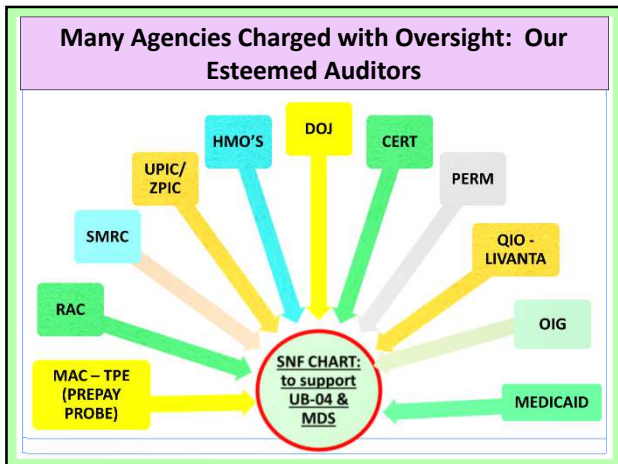 Many Agencies Charged with Oversight:  Our
Esteemed Auditors
DOJ
HMO'S
CERT
UPIC/
ZPIC
PERM
SMRC
QIO -
LIVANTA
RAC
OIG
MAC – TPE
(PREPAY
PROBE)
SNF CHART:
to support
UB-04 &
MDS
MEDICAID